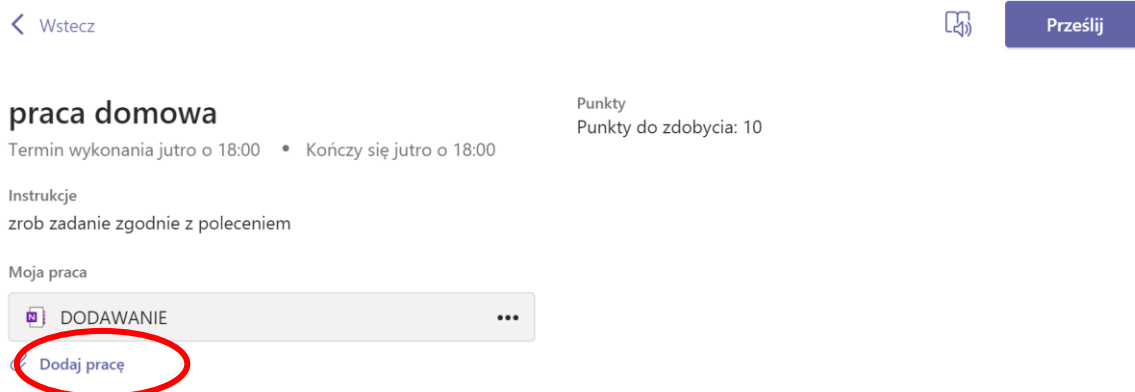 Wstecz
Prześlij
praca domowa
Termin wykonania jutro o 18:00 • Kończy się jutro o 18:00
Punkty
Punkty do zdobycia: 10
Instrukcje
zrob zadanie zgodnie z poleceniem
Moja praca
N DODAWANIE •••
Dodaj pracę